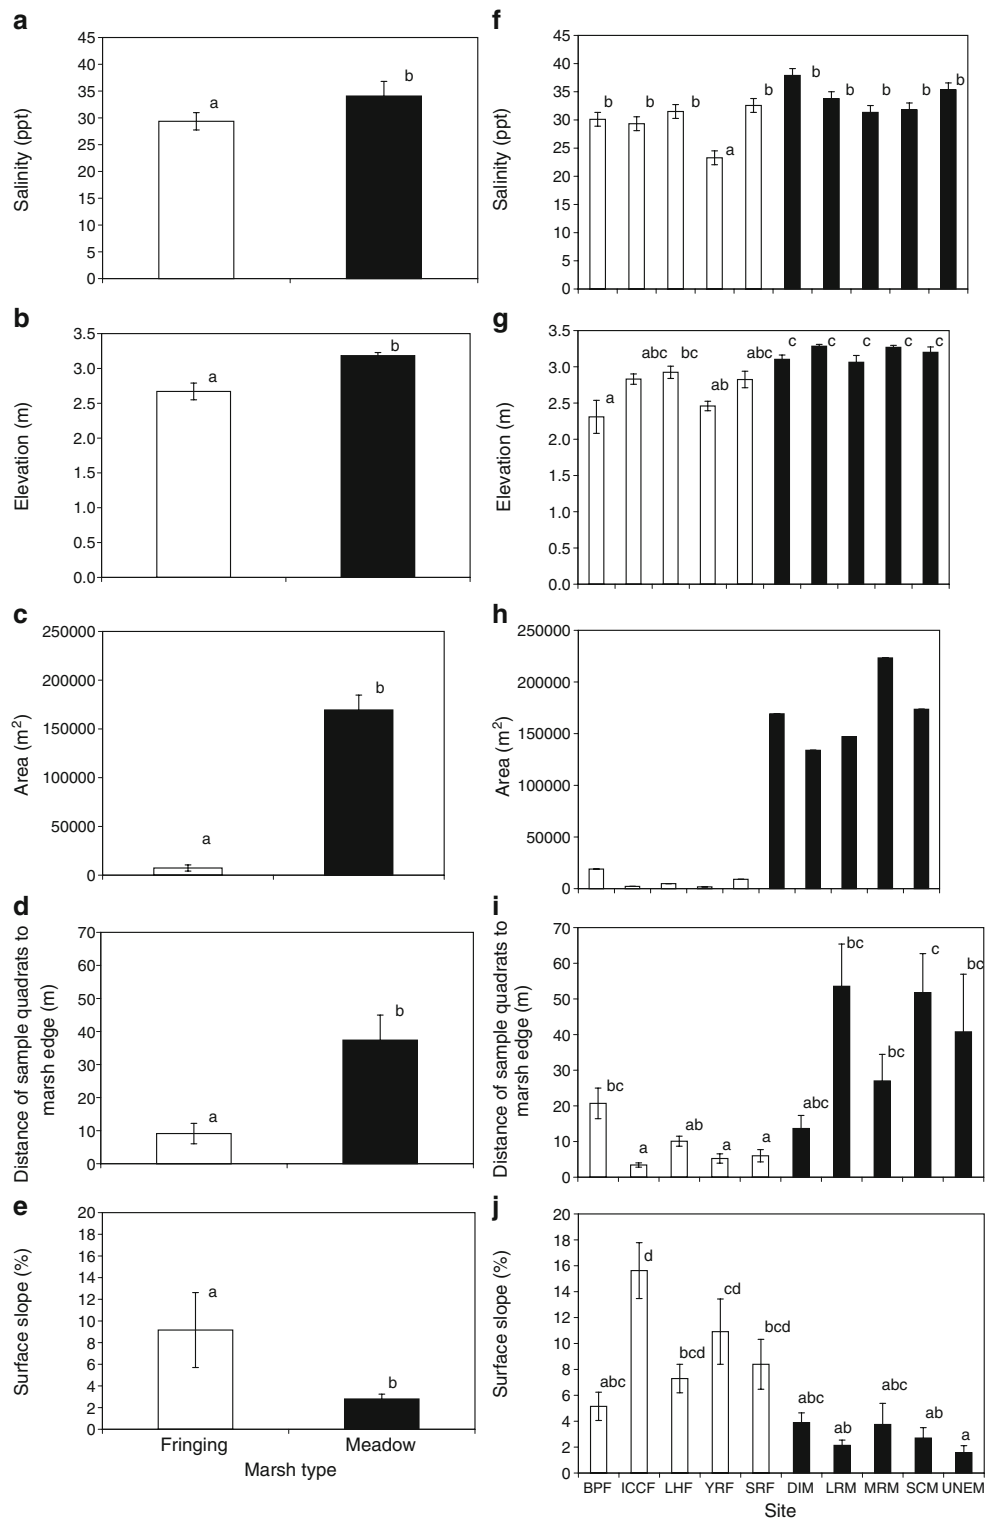 a
Salinity (ppt)
45
40
35
30
25
20
15
10
5
0
a
b
b
Elevation (m)
3.5
3.0
2.5
2.0
1.5
1.0
0.5
0.0
a
b
c
Area (m²)
250000
200000
150000
100000
50000
0
a
b
d
Distance of sample quadrats to
marsh edge (m)
70
60
50
40
30
20
10
0
a
b
e
Surface slope (%)
20
18
16
14
12
10
8
6
4
2
0
a
b
Fringing Meadow
Marsh type
f
Salinity (ppt)
45
40
35
30
25
20
15
10
5
0
b b b a b b b b b b
g
Elevation (m)
3.5
3.0
2.5
2.0
1.5
1.0
0.5
0.0
a abc bc ab abc c c c c c
h
Area (m²)
250000
200000
150000
100000
50000
0
i
Distance of sample quadrats to
marsh edge (m)
70
60
50
40
30
20
10
0
bc a ab a a abc bc bc c bc
j
Surface slope (%)
20
18
16
14
12
10
8
6
4
2
0
abc d bcd cd bcd abc ab abc ab a
BPF ICCF LHF YRF SRF DIM LRM MRM SCM UNEM
Site